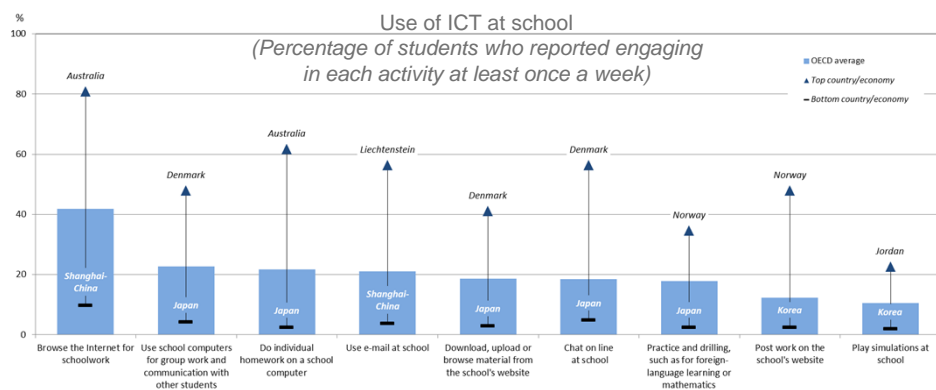 Use of ICT at school
(Percentage of students who reported engaging
in each activity at least once a week)
%
100
80
60
40
20
0
OECD average
Top country/economy
Bottom country/economy
Australia
Shanghai-
China
Denmark
Japan
Australia
Japan
Liechtenstein
Shanghai-
China
Denmark
Japan
Denmark
Japan
Norway
Japan
Norway
Korea
Jordan
Korea
Browse the Internet for
schoolwork
Use school computers
for group work and
communication with
other students
Do individual
homework on a school
computer
Use e-mail at school
Download, upload or
browse material from
the school's website
Chat on line
at school
Practice and drilling,
such as for foreign-
language learning or
mathematics
Post work on the
school's website
Play simulations at
school